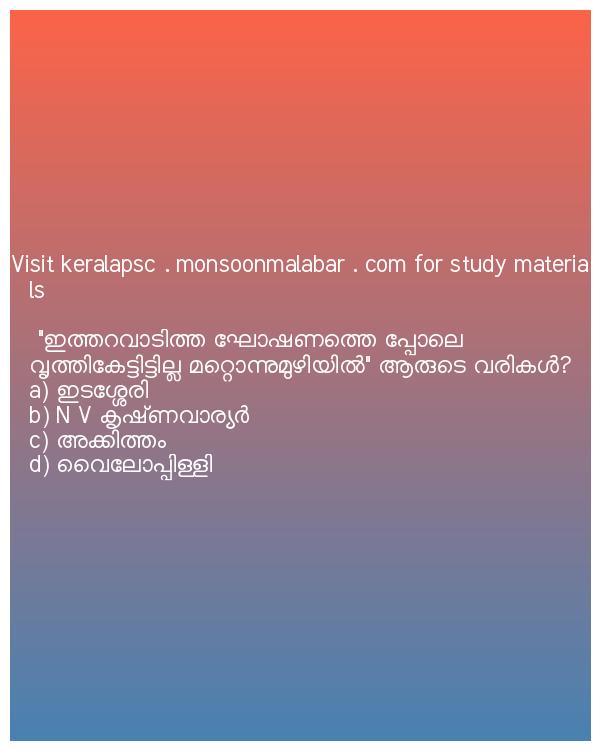 Visit keralapsc . monsoonmalabar . com for study materia
ls
"ഇത്തറവാടിത്ത ഘോഷണത്തെ പ്പോലെ
വൃത്തികേട്ടിട്ടില്ല മറ്റൊന്നുമുഴിയിൽ" ആരുടെ വരികൾ?
a) ഇടശ്ശേരി
b) N V കൃഷ്ണവാര്യർ
c) അക്കിത്തം
d) വൈലോപ്പിള്ളി